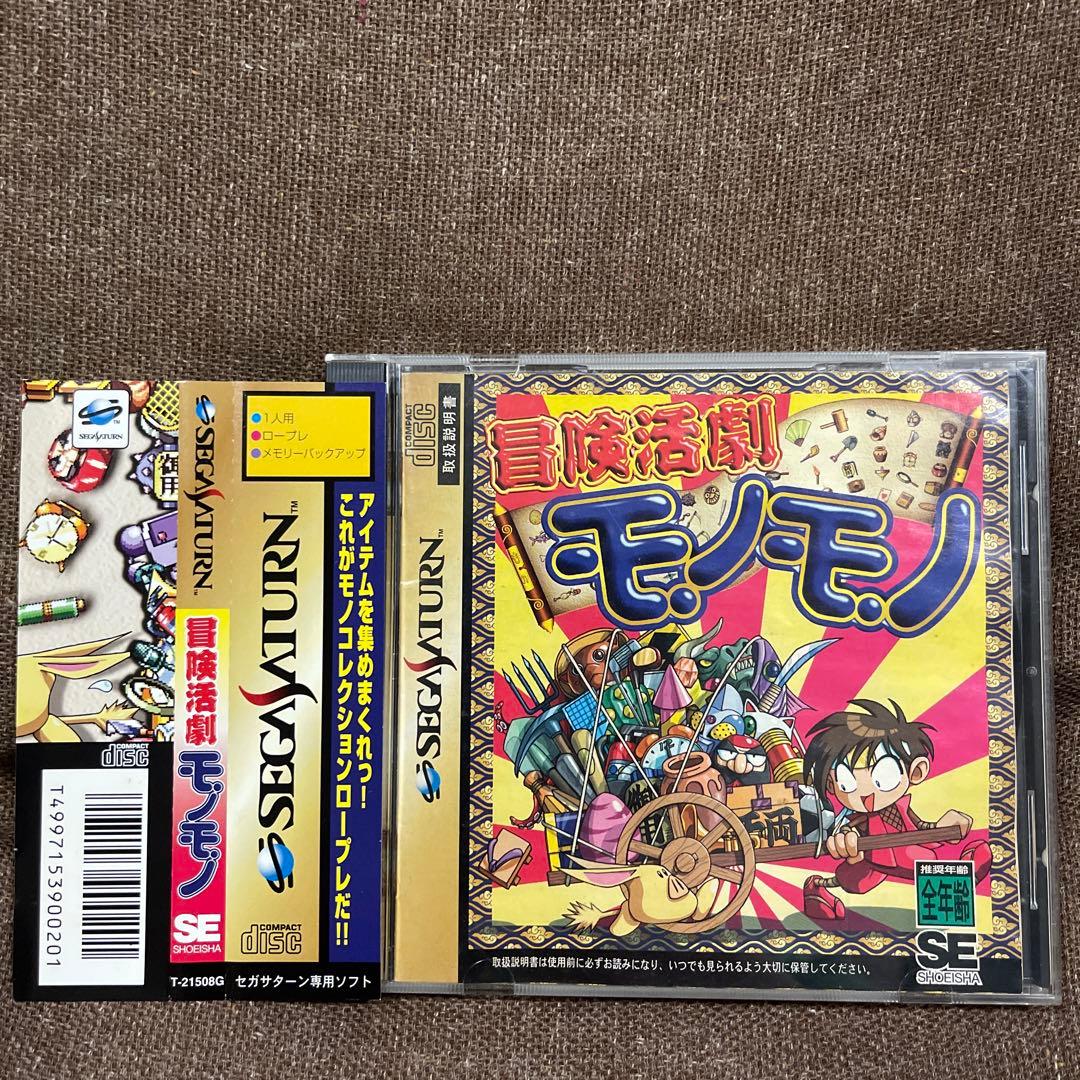 SEGA SATURN
COMPACT
disc
T4997153900201
SEGA SATURN™
冒険活劇
モノモノ
SE
SHOEISHA
T-21508G
●1人用
●ロープレ
●メモリーバックアップ
SEGA SATURN™
COMPACT
disc
セガサターン専用ソフト
アイテムを集めまくれっ!
これがモノコレクションロープレだ!!
COMPACT
disc
取扱説明書
SEGA SATURN™
冒険活劇
モノモノ
御用
千両
推奨年齢
全年齢
SE
SHOEISHA
取扱説明書は使用前に必ずお読みになり、いつでも見られるよう大切に保管してください。